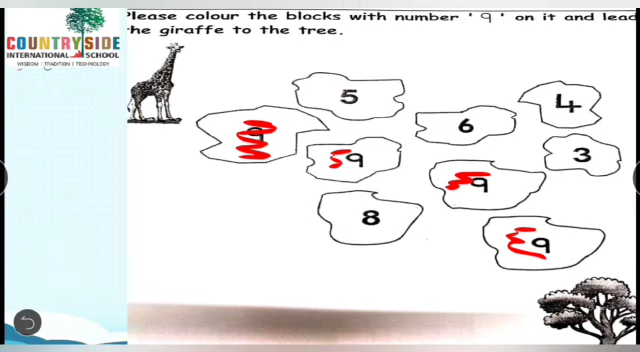 Please colour the blocks with number ' 9 ' on it and lead
the giraffe to the tree.
COUNTRYSIDE
INTERNATIONAL SCHOOL
WISDOM | TRADITION | TECHNOLOGY
5
4
9
6
9
3
9
8
9